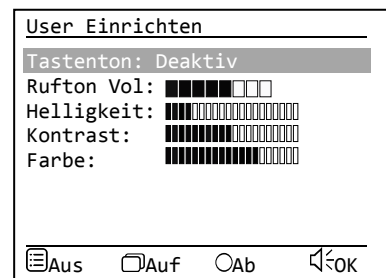 User Einrichten
Tastenton: Deaktiv
Rufton Vol:
Helligkeit:
Kontrast:
Farbe:
Aus Auf Ab OK